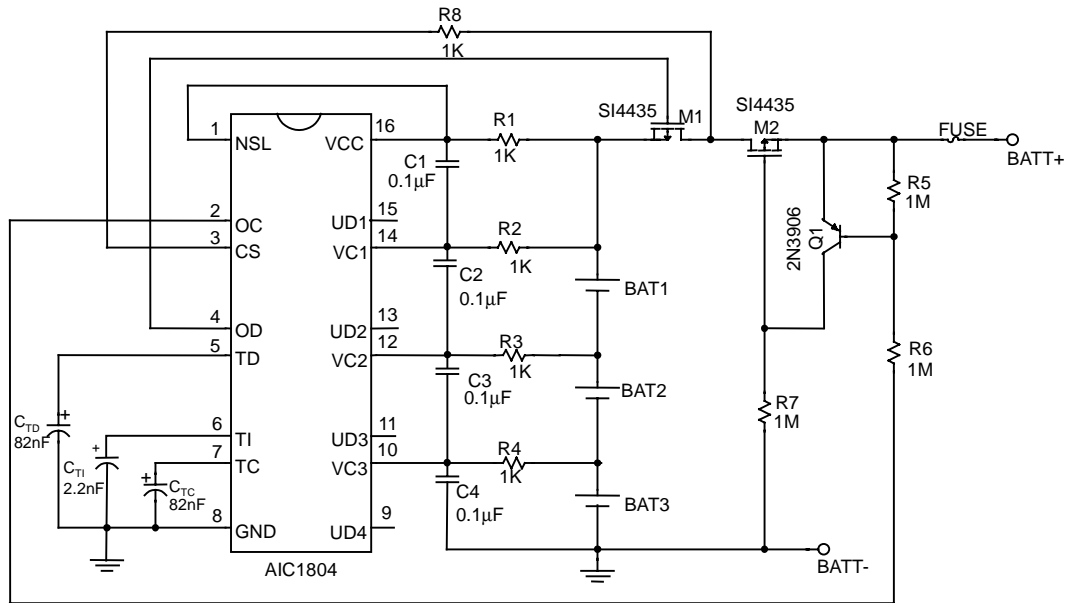 R8
1K
SI4435
M1
SI4435
M2
FUSE
BATT+
1
NSL
VCC
16
R1
1K
C1
0.1μF
R5
1M
2
OC
UD1
15
3
CS
VC1
14
R2
1K
2N3906
Q1
C2
0.1μF
BAT1
4
OD
UD2
13
5
TD
VC2
12
R3
1K
R6
1M
C3
0.1μF
BAT2
R7
1M
CTD
82nF
+
6
TI
UD3
11
7
TC
VC3
10
R4
1K
+
CTI
2.2nF
+
CTC
82nF
C4
0.1μF
BAT3
8
GND
UD4
9
AIC1804
BATT-